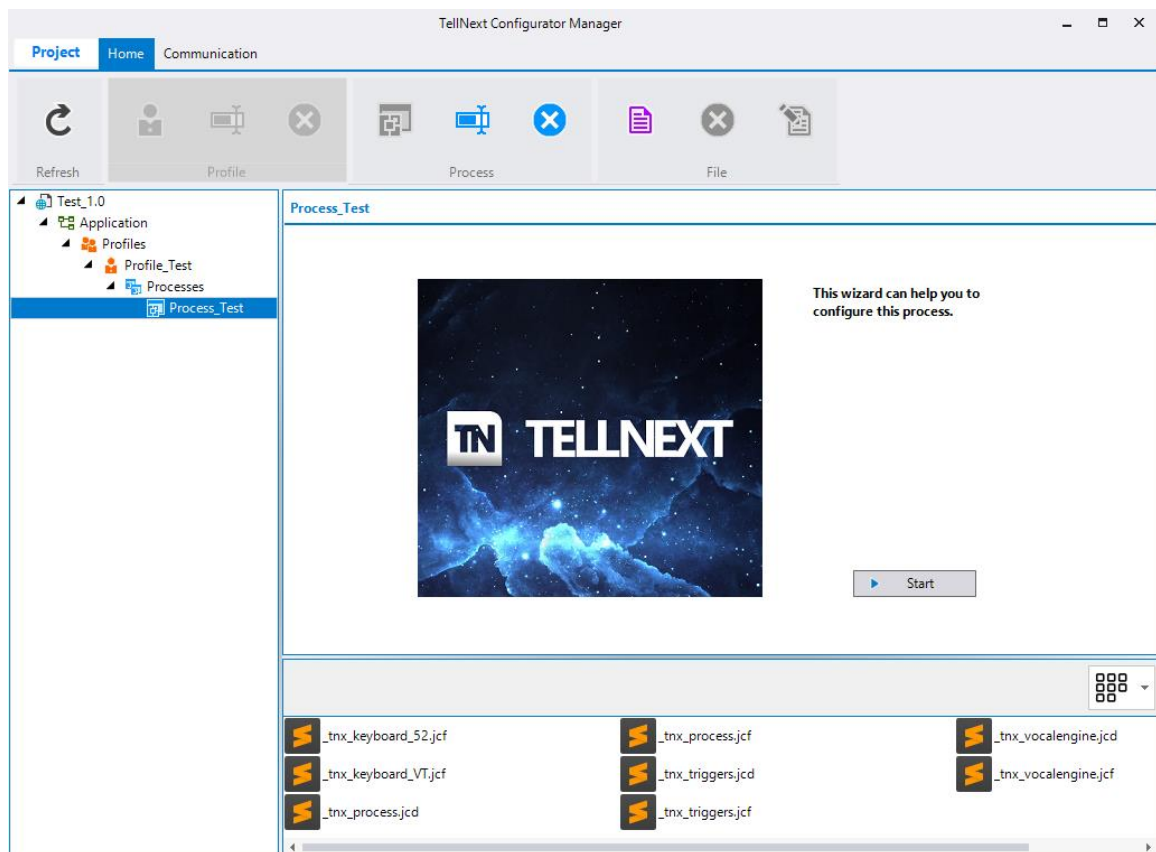 TellNext Configurator Manager
Project Home Communication
Refresh Profile Process File
Test_1.0
Application
Profiles
Profile_Test
Processes
Process_Test
Process_Test
TN TELLNEXT
This wizard can help you to
configure this process.
Start
_tnx_keyboard_52.jcf _tnx_process.jcf _tnx_vocalengine.jcd
_tnx_keyboard_VT.jcf _tnx_triggers.jcd _tnx_vocalengine.jcf
_tnx_process.jcd _tnx_triggers.jcf